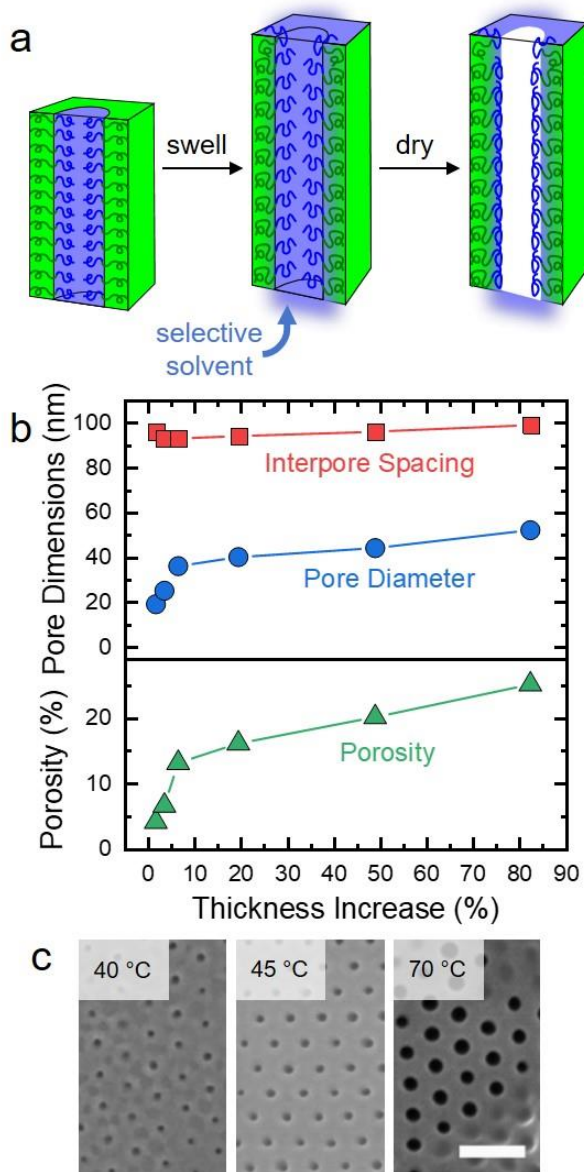 a
swell
dry
selective
solvent
b
Pore Dimensions (nm)
100
80
60
40
20
0
Interpore Spacing
Pore Diameter
Porosity (%)
20
10
0
Porosity
0 10 20 30 40 50 60 70 80 90
Thickness Increase (%)
c
40 °C
45 °C
70 °C